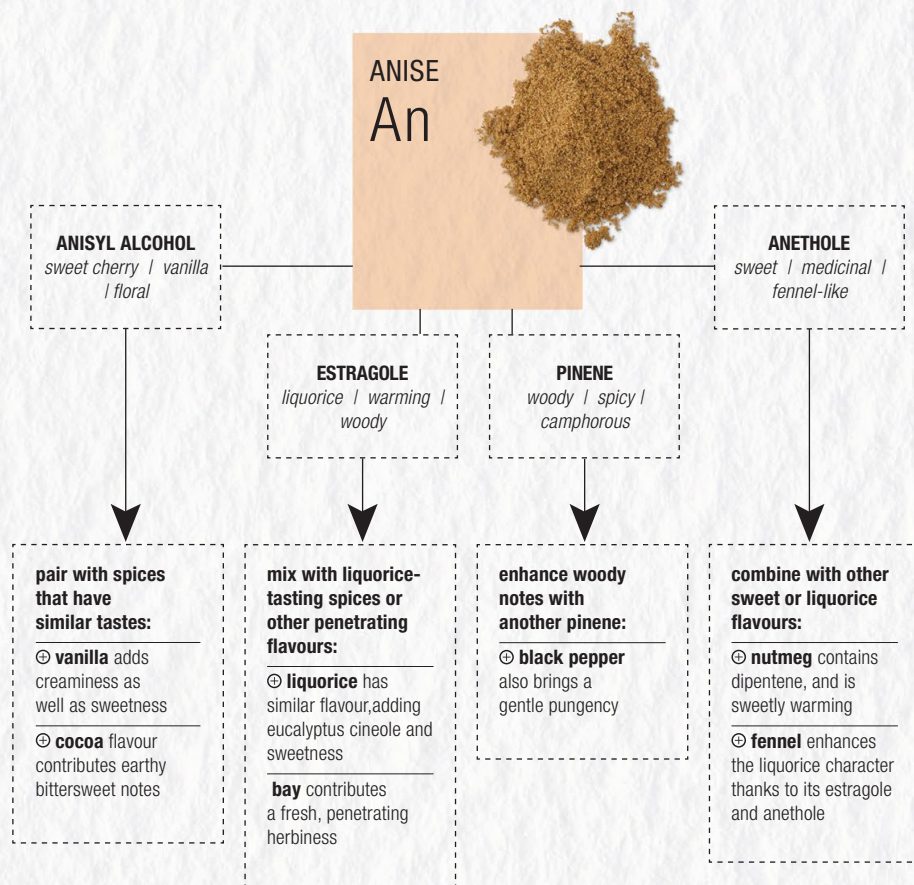 ANISE
An
ANISYL ALCOHOL
sweet cherry | vanilla
| floral
ANETHOLE
sweet | medicinal |
fennel-like
ESTRAGOLE
liquorice | warming |
woody
PINENE
woody | spicy |
camphorous
pair with spices
that have
similar tastes:
⊕ vanilla adds
creaminess as
well as sweetness
⊕ cocoa flavour
contributes earthy
bittersweet notes
mix with liquorice-
tasting spices or
other penetrating
flavours:
⊕ liquorice has
similar flavour,adding
eucalyptus cineole and
sweetness
bay contributes
a fresh, penetrating
herbiness
enhance woody
notes with
another pinene:
⊕ black pepper
also brings a
gentle pungency
combine with other
sweet or liquorice
flavours:
⊕ nutmeg contains
dipentene, and is
sweetly warming
⊕ fennel enhances
the liquorice character
thanks to its estragole
and anethole